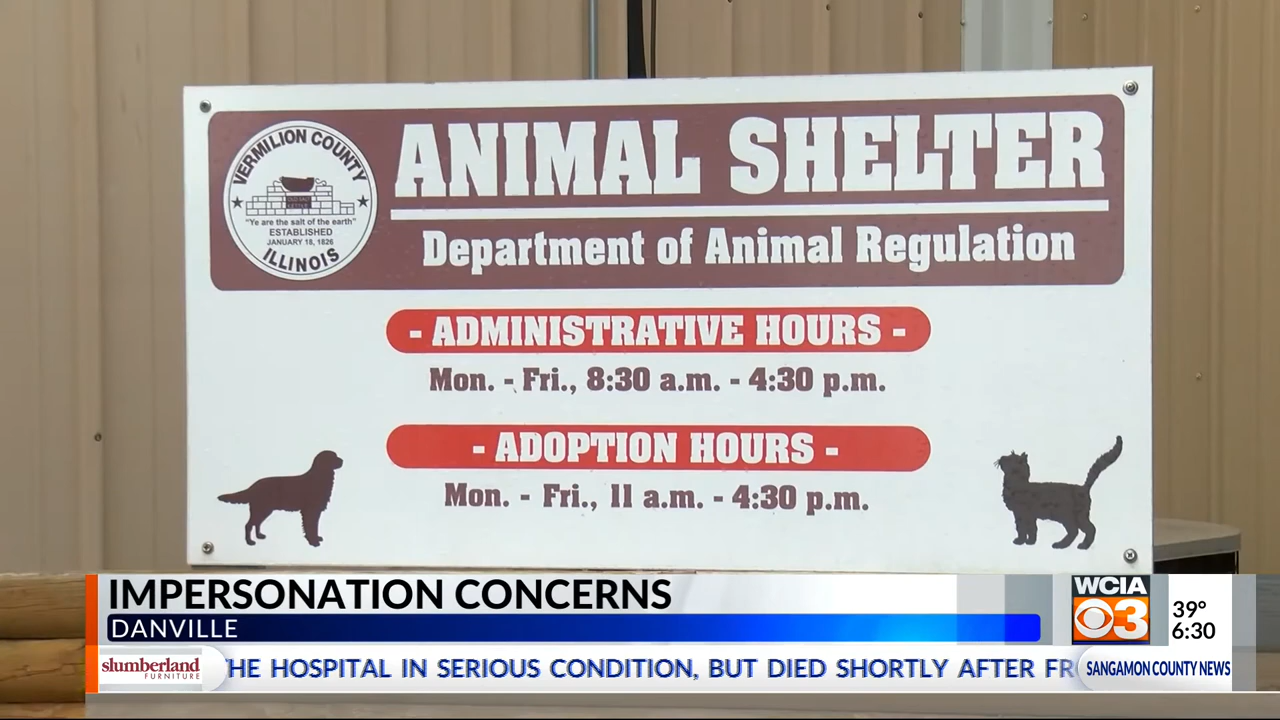 VERMILION COUNTY
"Ye are the salt of the earth"
ESTABLISHED
JANUARY 18, 1826
ILLINOIS
ANIMAL SHELTER
Department of Animal Regulation
- ADMINISTRATIVE HOURS -
Mon. - Fri., 8:30 a.m. - 4:30 p.m.
- ADOPTION HOURS -
Mon. - Fri., 11 a.m. - 4:30 p.m.
IMPERSONATION CONCERNS
DANVILLE
WCIA
3
39°
6:30
slumberland
FURNITURE
THE HOSPITAL IN SERIOUS CONDITION, BUT DIED SHORTLY AFTER FR
SANGAMON COUNTY NEWS